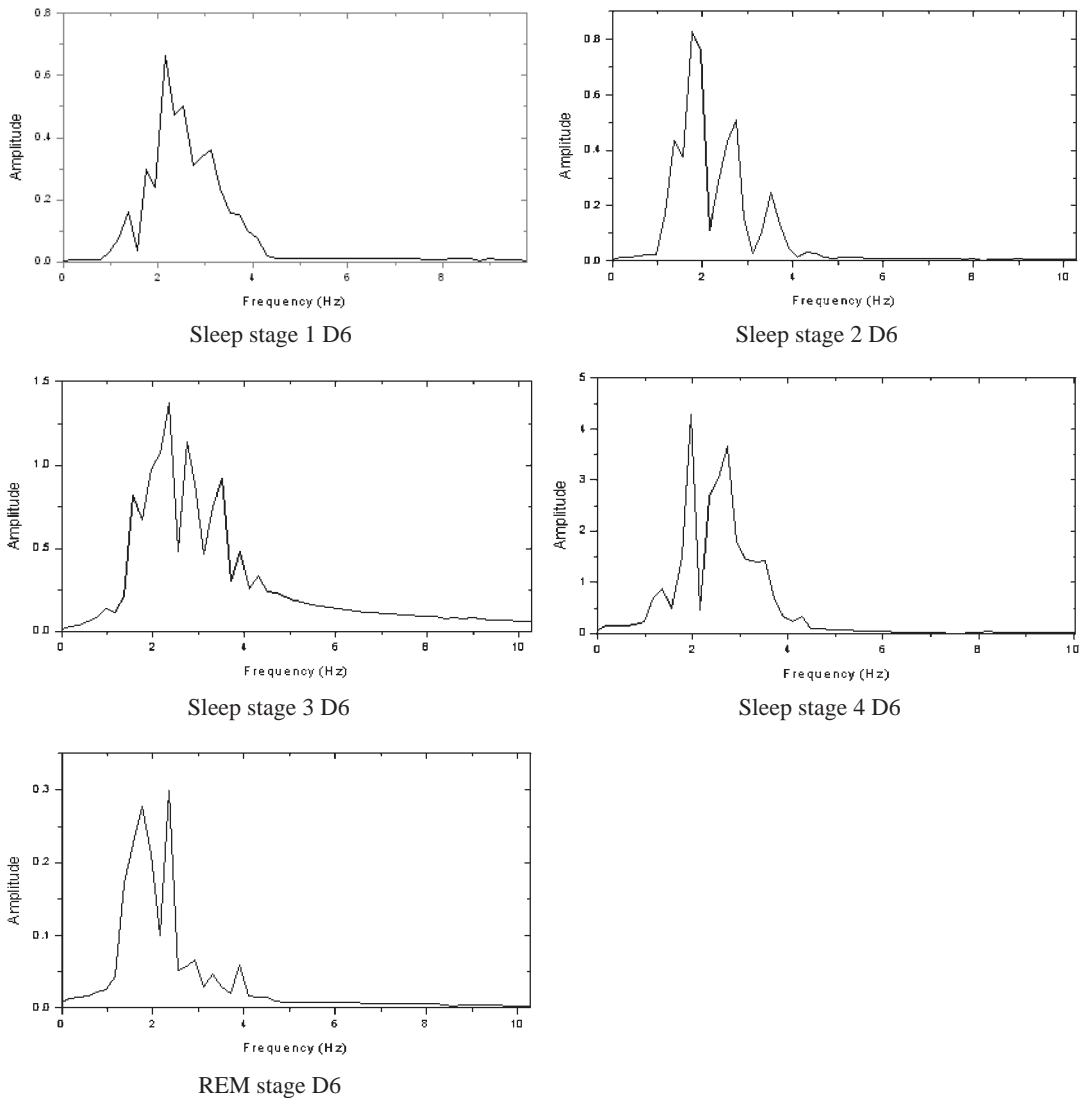 0.8
0.6
0.4
0.2
0.0
Amplitude
0 2 4 6 8
Frequency (Hz)
Sleep stage 1 D6
0.8
0.6
0.4
0.2
0.0
Amplitude
0 2 4 6 8 10
Frequency (Hz)
Sleep stage 2 D6
1.5
1.0
0.5
0.0
Amplitude
0 2 4 6 8 10
Frequency (Hz)
Sleep stage 3 D6
5
4
3
2
1
0
Amplitude
0 2 4 6 8 10
Frequency (Hz)
Sleep stage 4 D6
0.3
0.2
0.1
0.0
Amplitude
0 2 4 6 8 10
Frequency (Hz)
REM stage D6